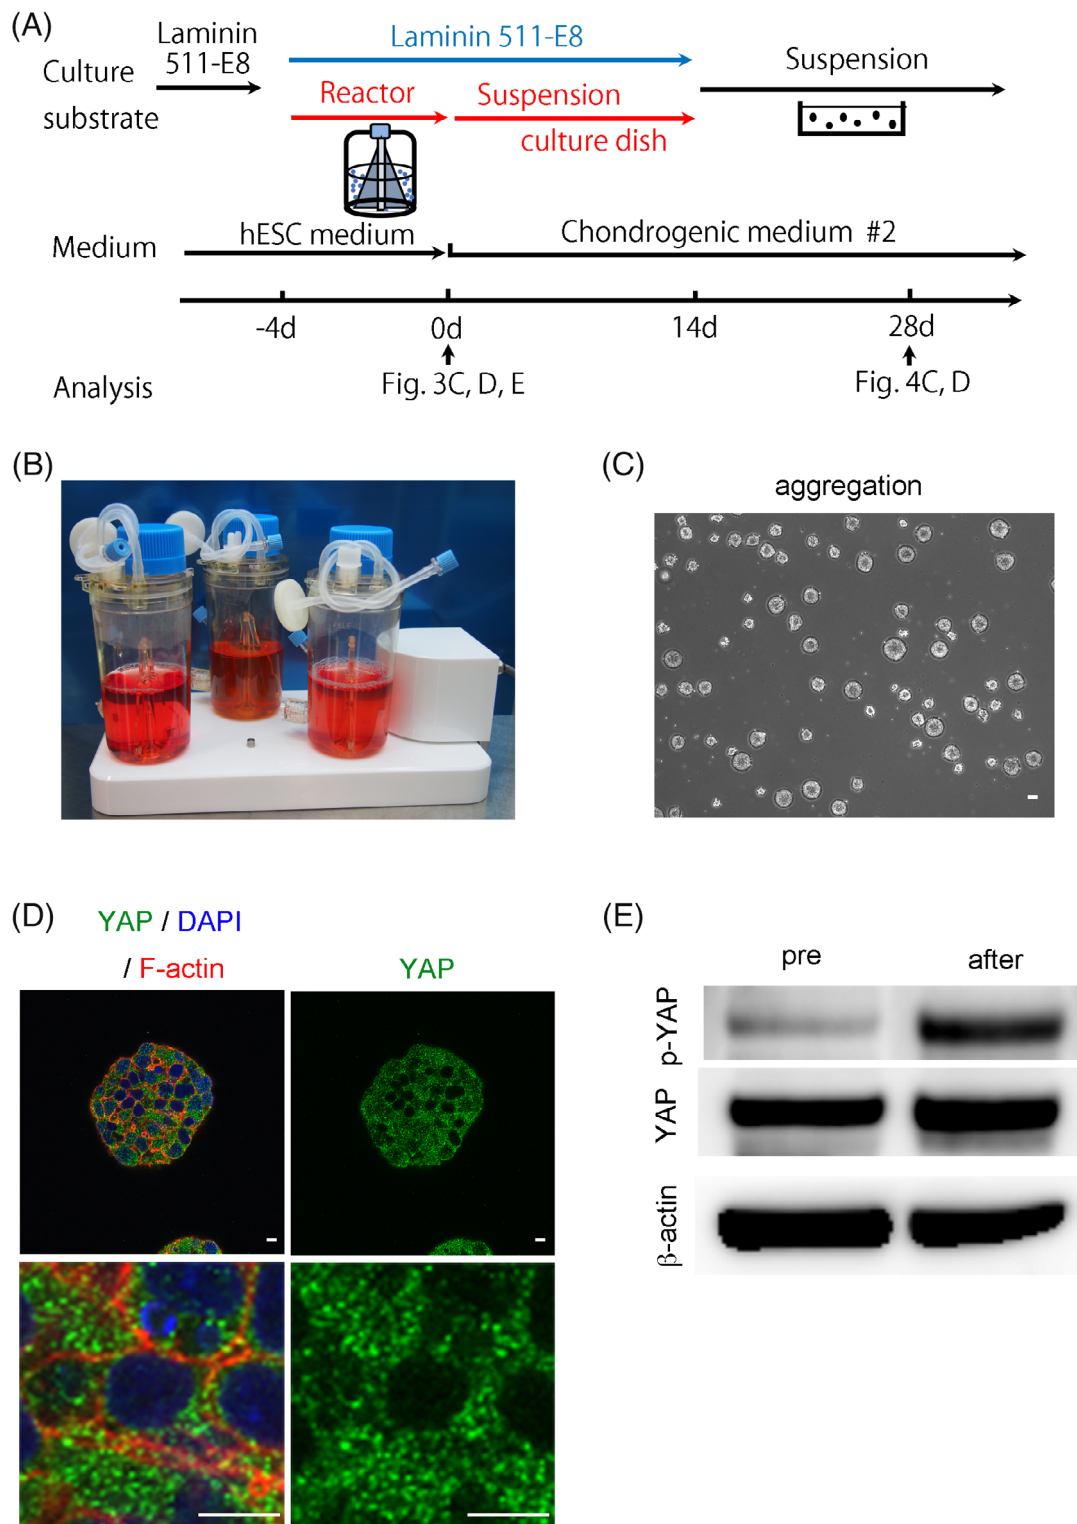 (A)
Laminin
511-E8
Laminin 511-E8
Culture
substrate
Reactor
Suspension
culture dish
Suspension
Medium
hESC medium
Chondrogenic medium #2
-4d
0d
14d
28d
Analysis
Fig. 3C, D, E
Fig. 4C, D
(B)
(C)
aggregation
(D)
YAP / DAPI
/ F-actin
YAP
(E)
pre
after
p-YAP
YAP
β-actin